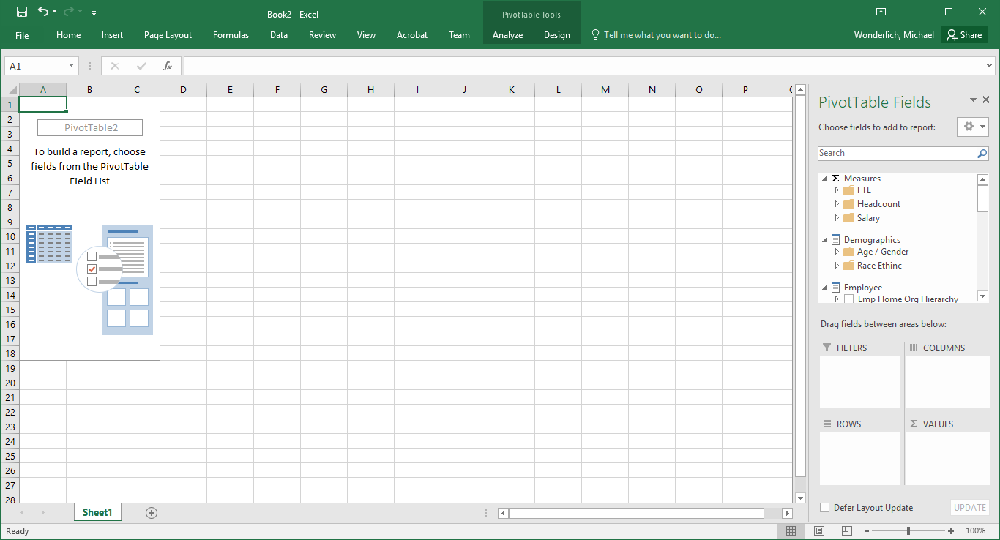 Book2 - Excel
PivotTable Tools
File Home Insert Page Layout Formulas Data Review View Acrobat Team Analyze Design Tell me what you want to do... Wonderlich, Michael Share
A1 fx
A B C D E F G H I J K L M N O P
1
2
3
4
5
6
7
8
9
10
11
12
13
14
15
16
17
18
19
20
21
22
23
24
25
26
27
28
PivotTable2
To build a report, choose
fields from the PivotTable
Field List
PivotTable Fields
Choose fields to add to report:
Search
Σ Measures
FTE
Headcount
Salary
Demographics
Age / Gender
Race Ethinc
Employee
Emp Home Org Hierarchy
Drag fields between areas below:
FILTERS COLUMNS
ROWS Σ VALUES
Defer Layout Update UPDATE
Sheet1
Ready 100%